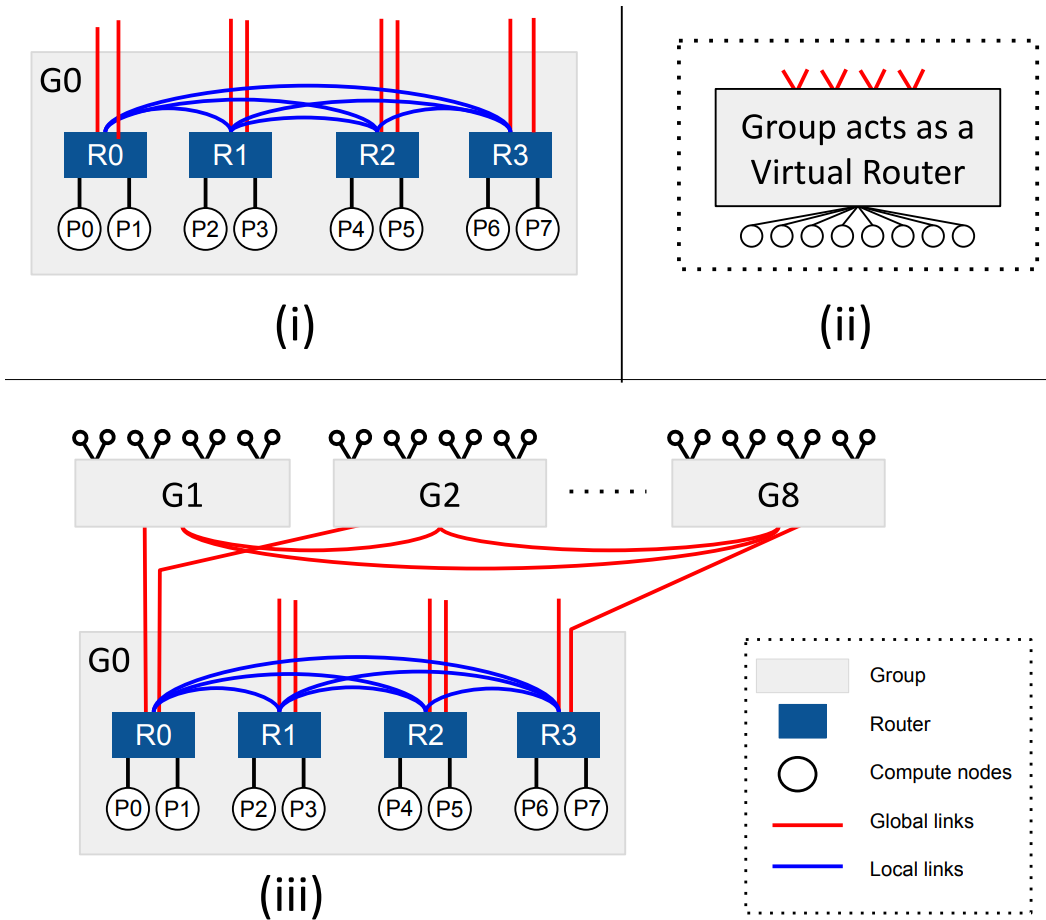 G0
R0 R1 R2 R3
P0 P1 P2 P3 P4 P5 P6 P7
(i)
Group acts as a
Virtual Router
(ii)
G1 G2 ....... G8
G0
R0 R1 R2 R3
P0 P1 P2 P3 P4 P5 P6 P7
(iii)
Group
Router
Compute nodes
Global links
Local links